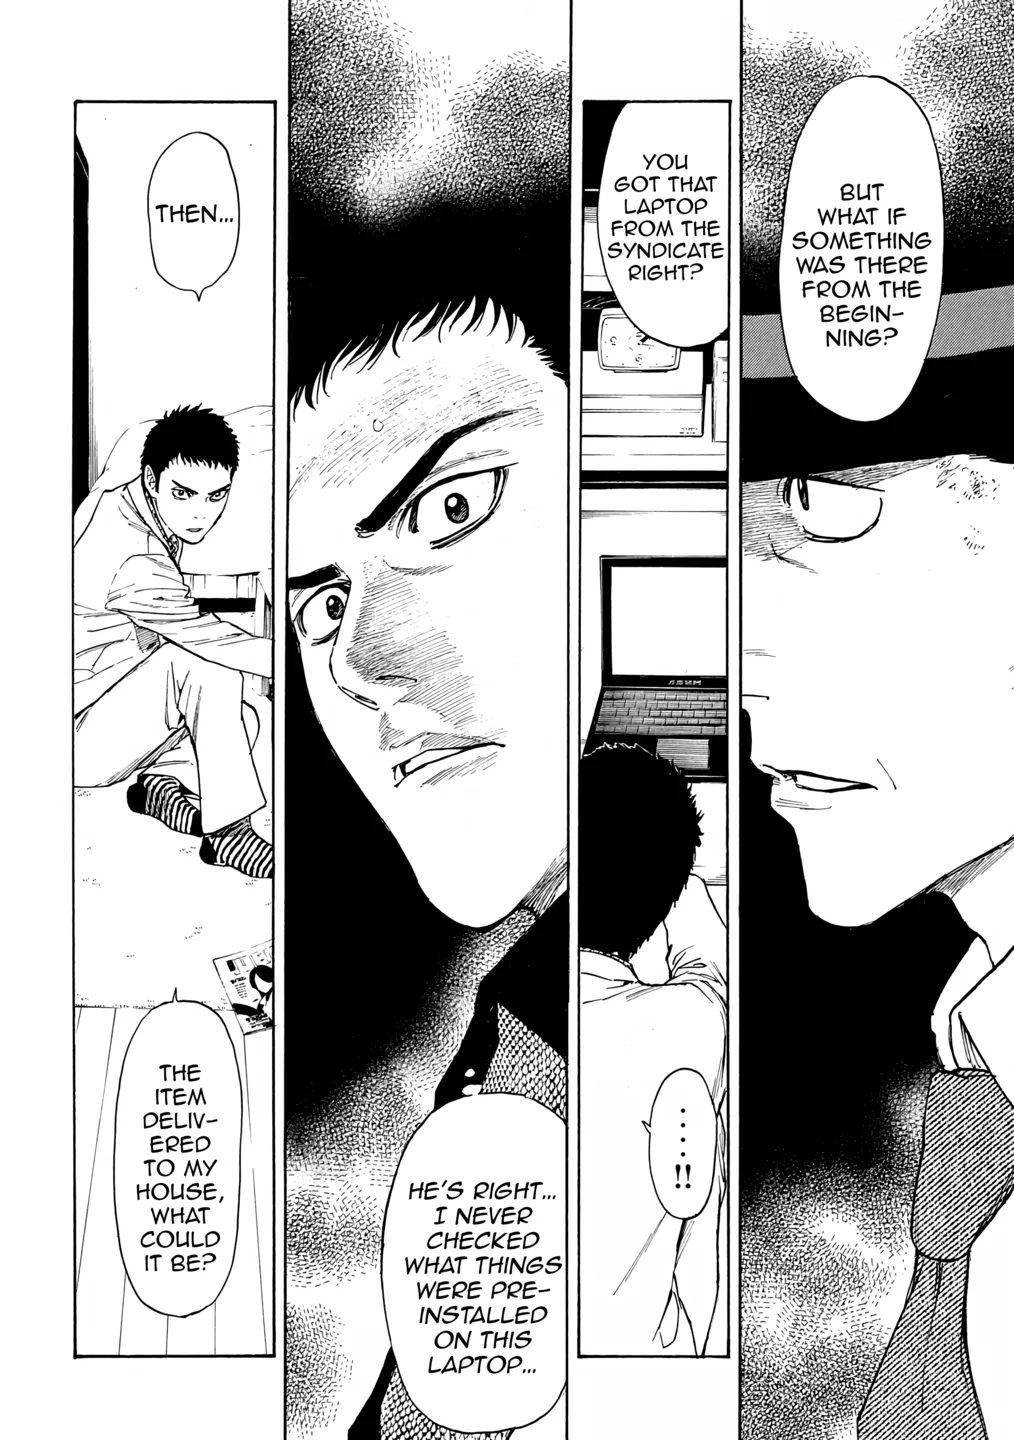 BUT
WHAT IF
SOMETHING
WAS THERE
FROM THE
BEGIN-
NING?
YOU
GOT THAT
LAPTOP
FROM THE
SYNDICATE
RIGHT?
.....!!
HE'S RIGHT...
I NEVER
CHECKED
WHAT THINGS
WERE PRE-
INSTALLED
ON THIS
LAPTOP...
THEN...
THE
ITEM
DELIV-
ERED
TO MY
HOUSE,
WHAT
COULD
IT BE?